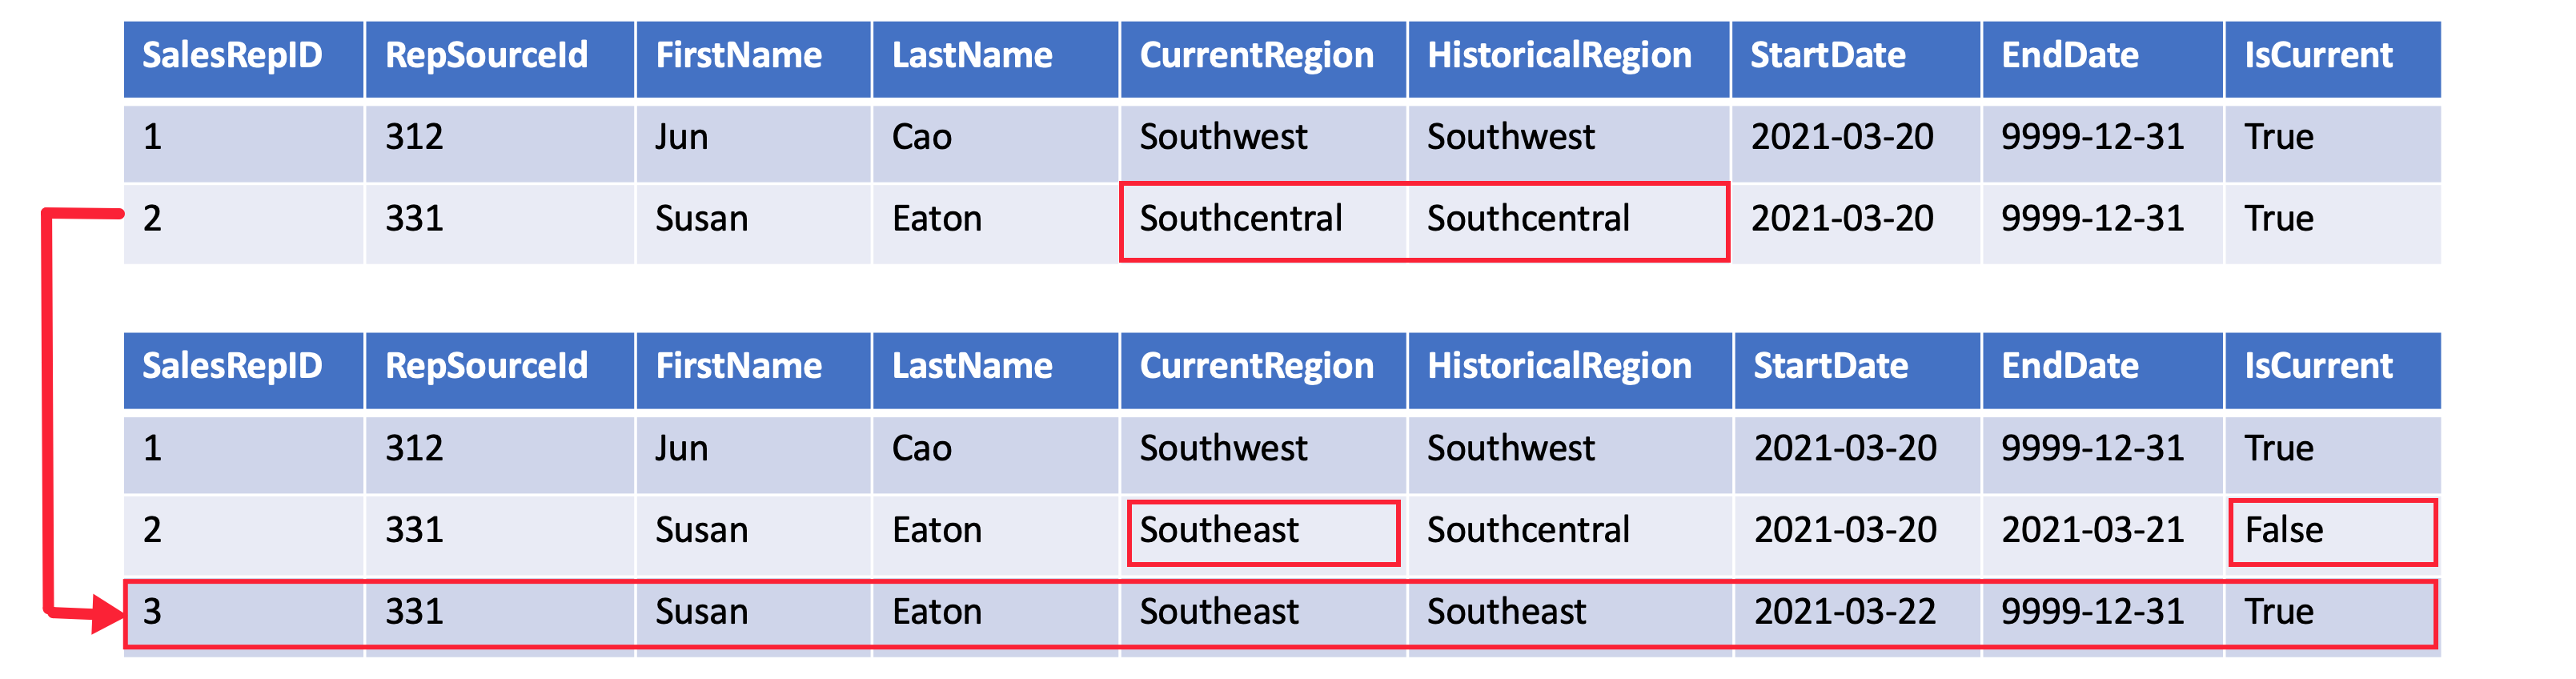 SalesRepID RepSourceId FirstName LastName CurrentRegion HistoricalRegion StartDate EndDate IsCurrent
1 312 Jun Cao Southwest Southwest 2021-03-20 9999-12-31 True
2 331 Susan Eaton Southcentral Southcentral 2021-03-20 9999-12-31 True
SalesRepID RepSourceId FirstName LastName CurrentRegion HistoricalRegion StartDate EndDate IsCurrent
1 312 Jun Cao Southwest Southwest 2021-03-20 9999-12-31 True
2 331 Susan Eaton Southeast Southcentral 2021-03-20 2021-03-21 False
3 331 Susan Eaton Southeast Southeast 2021-03-22 9999-12-31 True